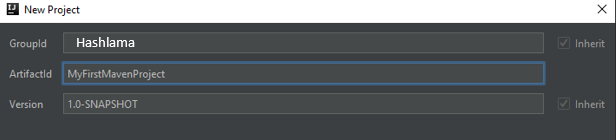 New Project
GroupId Hashlama Inherit
ArtifactId MyFirstMavenProject
Version 1.0-SNAPSHOT Inherit